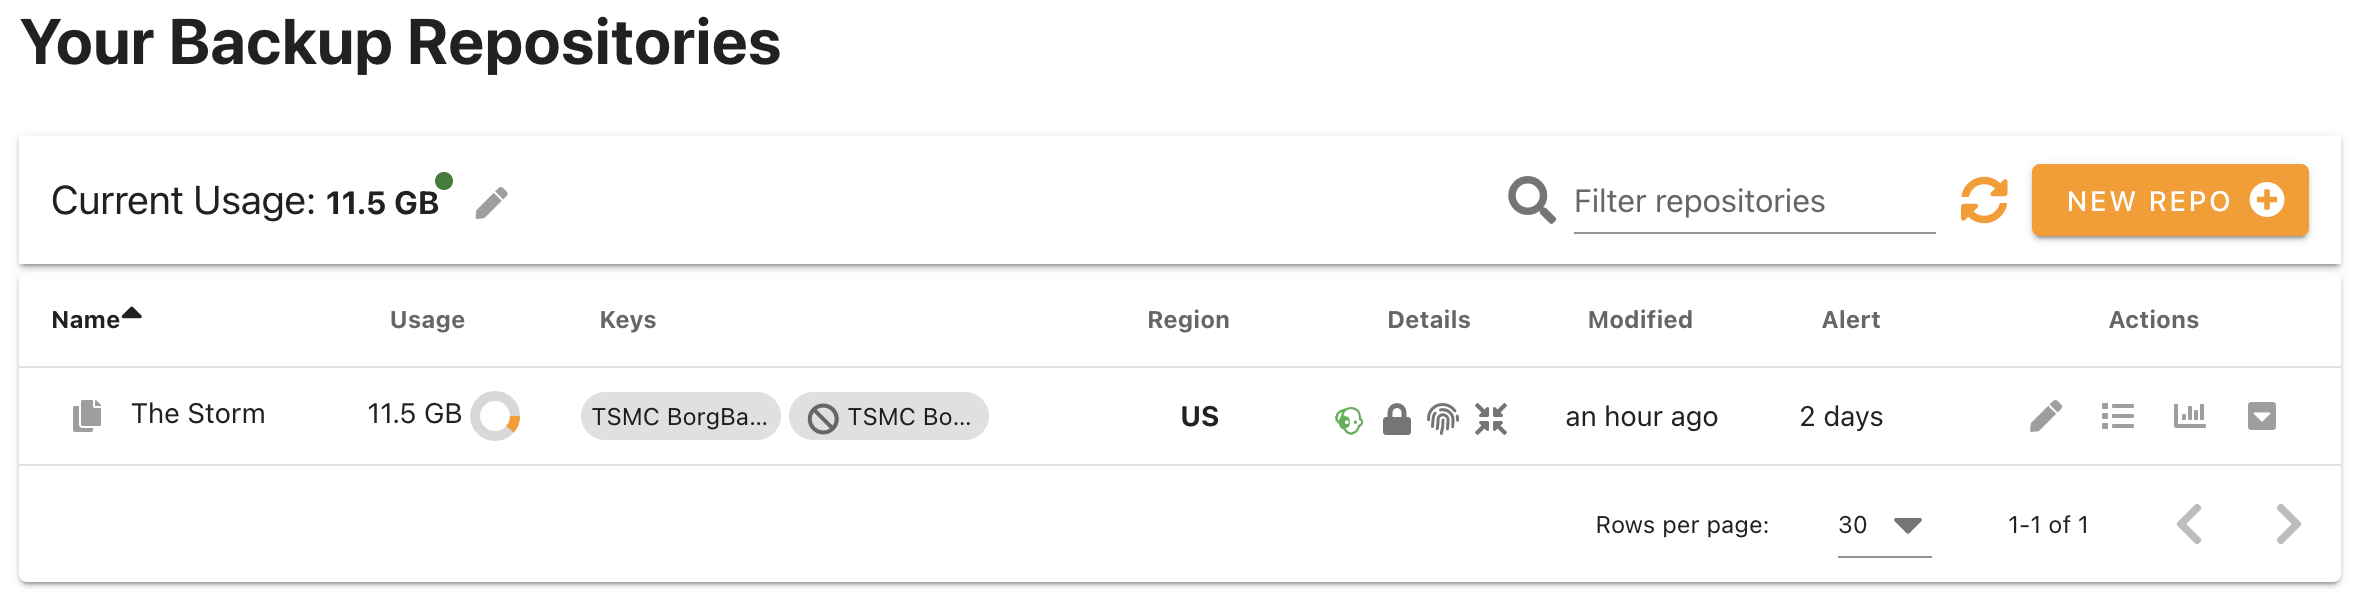 Your Backup Repositories
Current Usage: 11.5 GB
Filter repositories
NEW REPO
Name Usage Keys Region Details Modified Alert Actions
The Storm 11.5 GB TSMC BorgBa... TSMC Bo... US an hour ago 2 days
Rows per page: 30 1-1 of 1